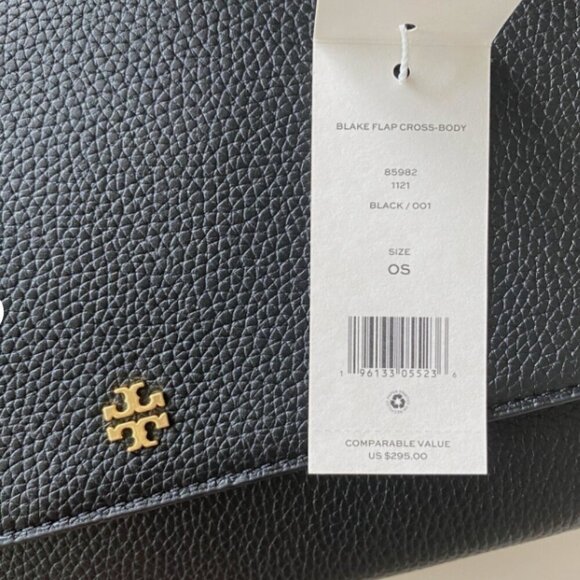 BLAKE FLAP CROSS-BODY
85982
1121
BLACK / 001
SIZE
OS
1 96133 05523 6
COMPARABLE VALUE
US $295.00